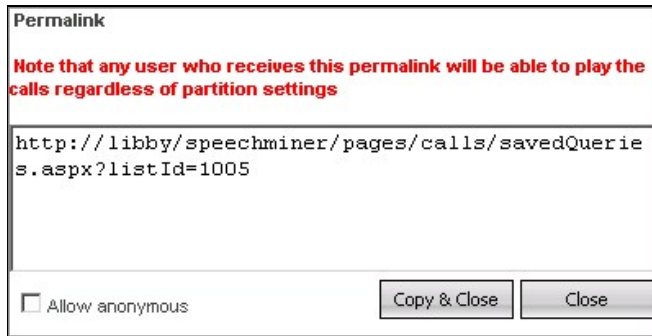 Permalink
Note that any user who receives this permalink will be able to play the
calls regardless of partition settings
http://libby/speechminer/pages/calls/savedQuerie
s.aspx?listId=1005
Allow anonymous
Copy & Close
Close